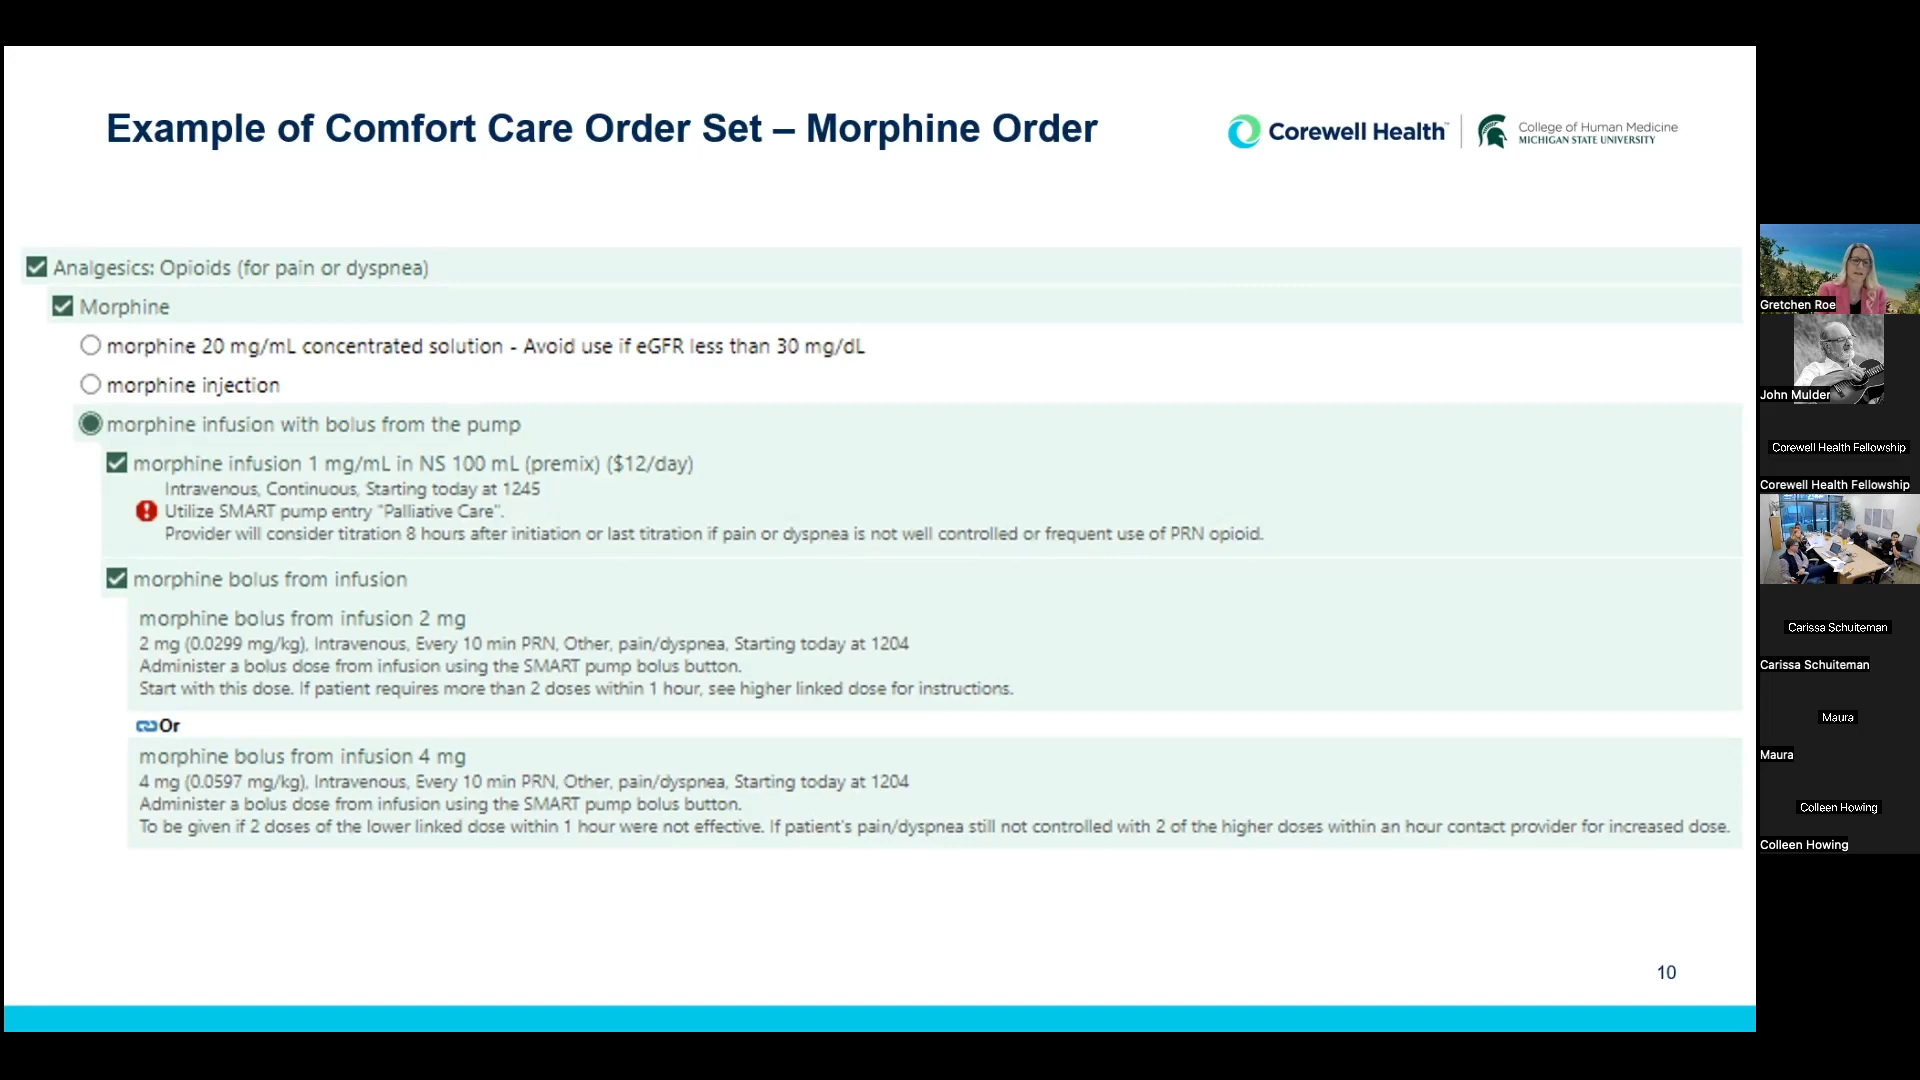 Example of Comfort Care Order Set – Morphine Order
Corewell Health™
College of Human Medicine
MICHIGAN STATE UNIVERSITY
Analgesics: Opioids (for pain or dyspnea)
Morphine
morphine 20 mg/mL concentrated solution - Avoid use if eGFR less than 30 mg/dL
morphine injection
morphine infusion with bolus from the pump
morphine infusion 1 mg/mL in NS 100 mL (premix) ($12/day)
Intravenous, Continuous, Starting today at 1245
Utilize SMART pump entry "Palliative Care".
Provider will consider titration 8 hours after initiation or last titration if pain or dyspnea is not well controlled or frequent use of PRN opioid.
morphine bolus from infusion
morphine bolus from infusion 2 mg
2 mg (0.0299 mg/kg), Intravenous, Every 10 min PRN, Other, pain/dyspnea, Starting today at 1204
Administer a bolus dose from infusion using the SMART pump bolus button.
Start with this dose. If patient requires more than 2 doses within 1 hour, see higher linked dose for instructions.
Or
morphine bolus from infusion 4 mg
4 mg (0.0597 mg/kg), Intravenous, Every 10 min PRN, Other, pain/dyspnea, Starting today at 1204
Administer a bolus dose from infusion using the SMART pump bolus button.
To be given if 2 doses of the lower linked dose within 1 hour were not effective. If patient's pain/dyspnea still not controlled with 2 of the higher doses within an hour contact provider for increased dose.
10
Gretchen Roe
John Mulder
Corewell Health Fellowship
Corewell Health Fellowship
Carissa Schuiteman
Carissa Schuiteman
Maura
Maura
Colleen Howing
Colleen Howing